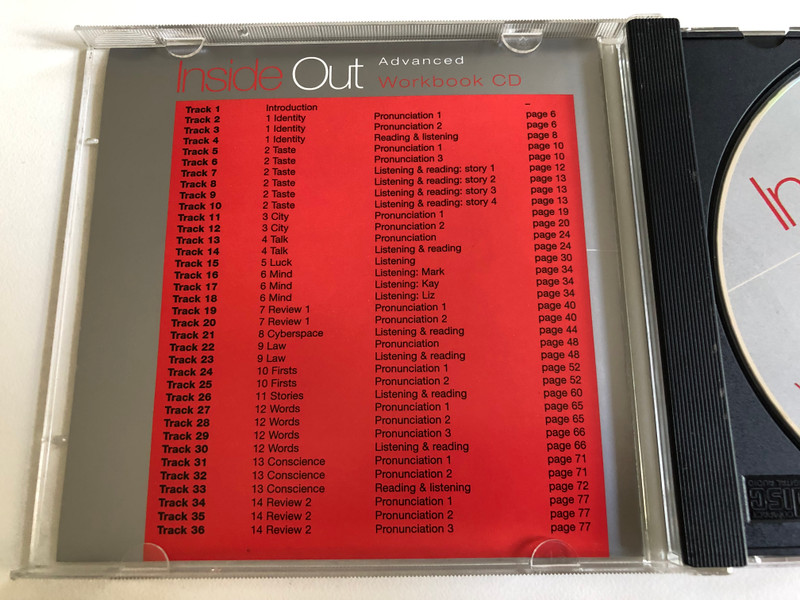 Inside Out Advanced
Workbook CD
Track 1 Introduction –
Track 2 1 Identity Pronunciation 1 page 6
Track 3 1 Identity Pronunciation 2 page 6
Track 4 1 Identity Reading & listening page 8
Track 5 2 Taste Pronunciation 1 page 10
Track 6 2 Taste Pronunciation 3 page 10
Track 7 2 Taste Listening & reading: story 1 page 12
Track 8 2 Taste Listening & reading: story 2 page 13
Track 9 2 Taste Listening & reading: story 3 page 13
Track 10 2 Taste Listening & reading: story 4 page 13
Track 11 3 City Pronunciation 1 page 19
Track 12 3 City Pronunciation 2 page 20
Track 13 4 Talk Pronunciation page 24
Track 14 4 Talk Listening & reading page 24
Track 15 5 Luck Listening page 30
Track 16 6 Mind Listening: Mark page 34
Track 17 6 Mind Listening: Kay page 34
Track 18 6 Mind Listening: Liz page 34
Track 19 7 Review 1 Pronunciation 1 page 40
Track 20 7 Review 1 Pronunciation 2 page 40
Track 21 8 Cyberspace Listening & reading page 44
Track 22 9 Law Pronunciation page 48
Track 23 9 Law Listening & reading page 48
Track 24 10 Firsts Pronunciation 1 page 52
Track 25 10 Firsts Pronunciation 2 page 52
Track 26 11 Stories Listening & reading page 60
Track 27 12 Words Pronunciation 1 page 65
Track 28 12 Words Pronunciation 2 page 65
Track 29 12 Words Pronunciation 3 page 66
Track 30 12 Words Listening & reading page 66
Track 31 13 Conscience Pronunciation 1 page 71
Track 32 13 Conscience Pronunciation 2 page 71
Track 33 13 Conscience Reading & listening page 72
Track 34 14 Review 2 Pronunciation 1 page 77
Track 35 14 Review 2 Pronunciation 2 page 77
Track 36 14 Review 2 Pronunciation 3 page 77
In